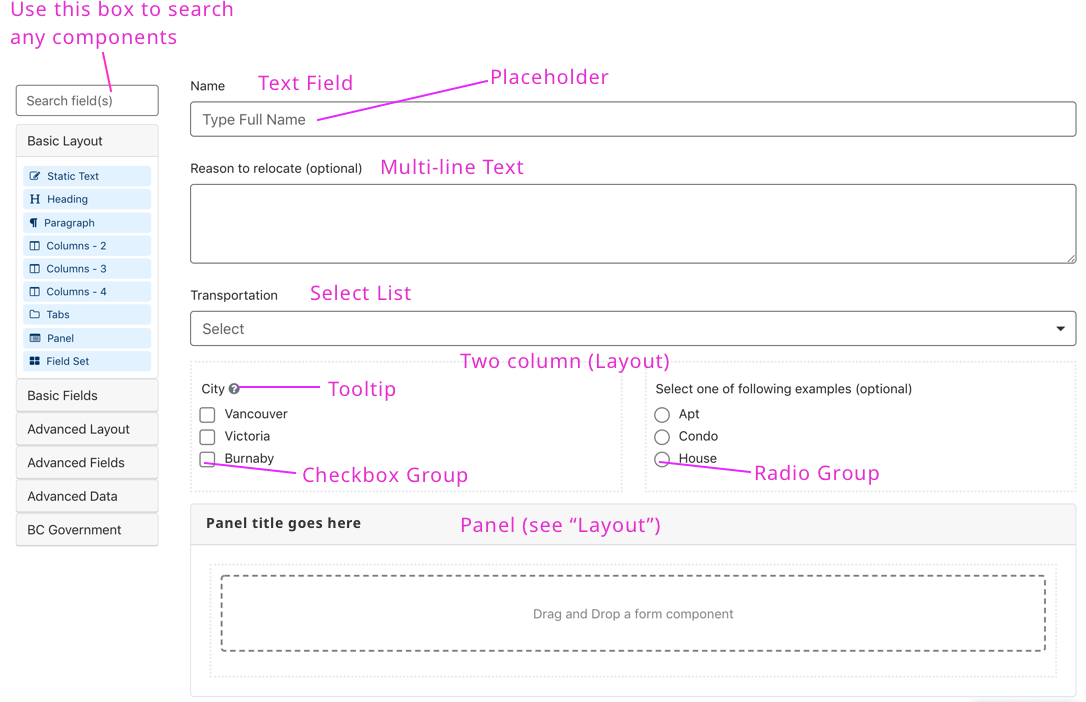 Use this box to search
any components
Search field(s)
Basic Layout
Static Text
Heading
Paragraph
Columns - 2
Columns - 3
Columns - 4
Tabs
Panel
Field Set
Basic Fields
Advanced Layout
Advanced Fields
Advanced Data
BC Government
Name
Text Field
Placeholder
Type Full Name
Reason to relocate (optional)
Multi-line Text
Transportation
Select List
Select
Two column (Layout)
City
Tooltip
Vancouver
Victoria
Burnaby
Checkbox Group
Select one of following examples (optional)
Apt
Condo
House
Radio Group
Panel title goes here
Panel (see “Layout”)
Drag and Drop a form component